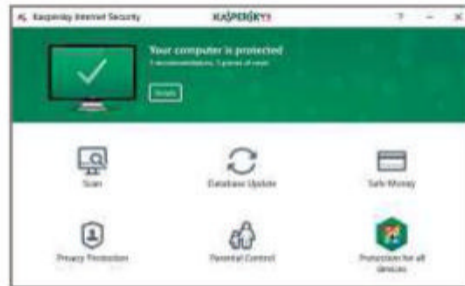 Kaspersky Internet Security
KASPERSKY
? – ×
Your computer is protected
Details
Scan
Database Update
Safe Money
Privacy Protection
Parental Control
Protection for all
devices